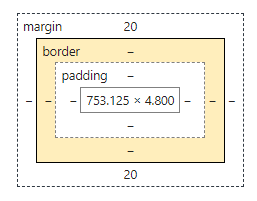 margin 20
border –
padding –
– – – 753.125 × 4.800 – – –
–
–
20